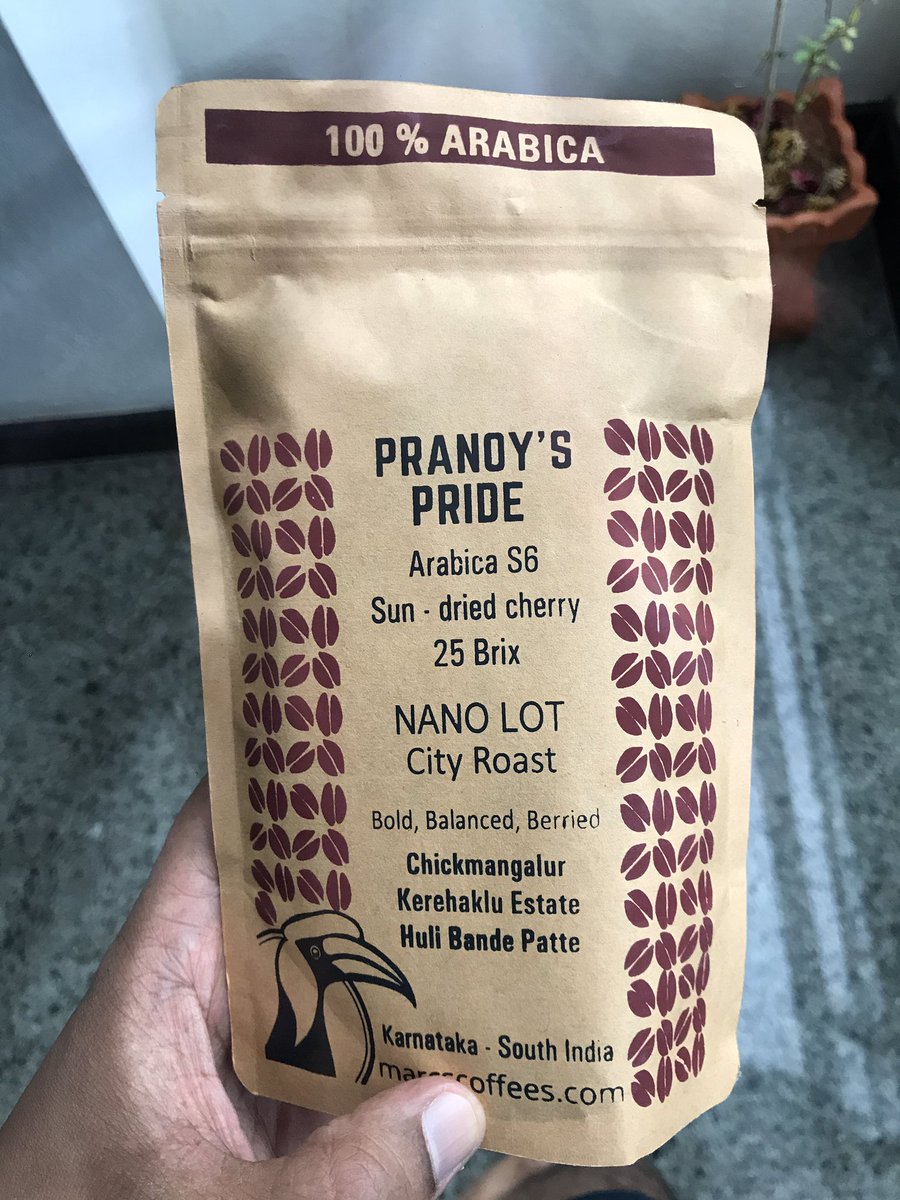 100 % ARABICA
PRANOY'S
PRIDE
Arabica S6
Sun - dried cherry
25 Brix
NANO LOT
City Roast
Bold, Balanced, Berried
Chickmangalur
Kerehaklu Estate
Huli Bande Patte
Karnataka - South India
marcscoffees.com